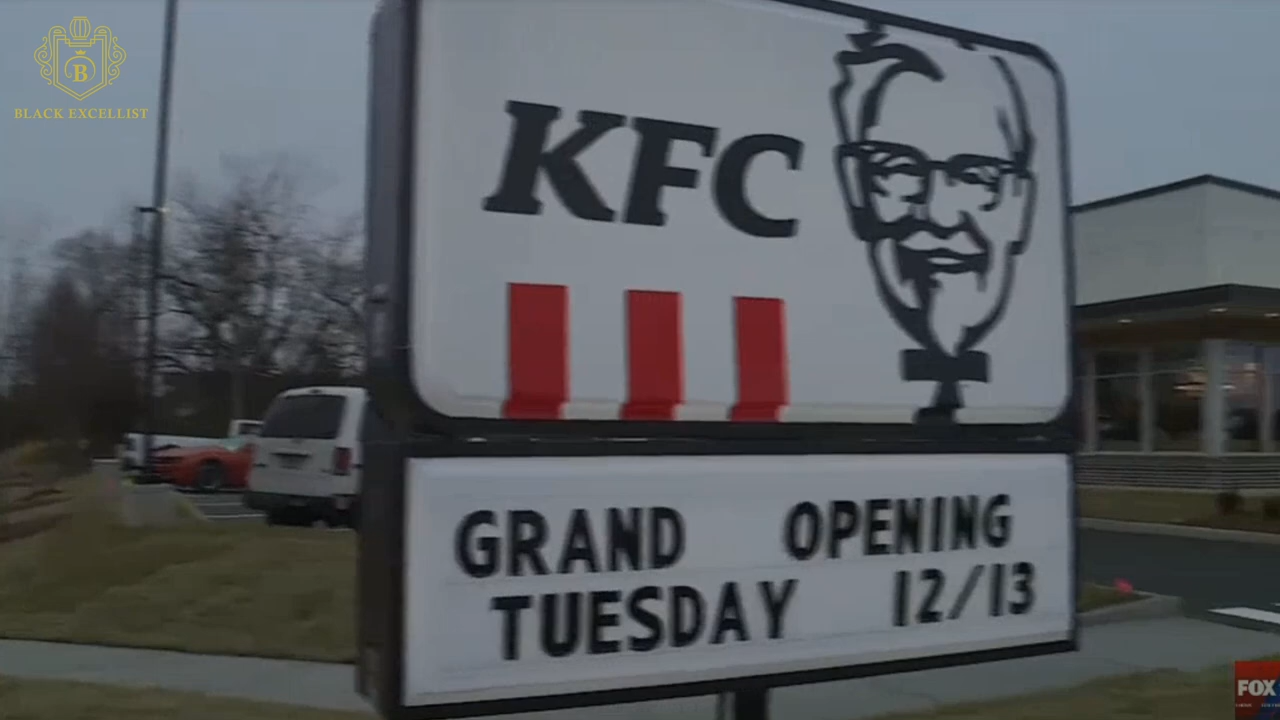 B
BLACK EXCELLIST
KFC
GRAND OPENING
TUESDAY 12/13
FOX